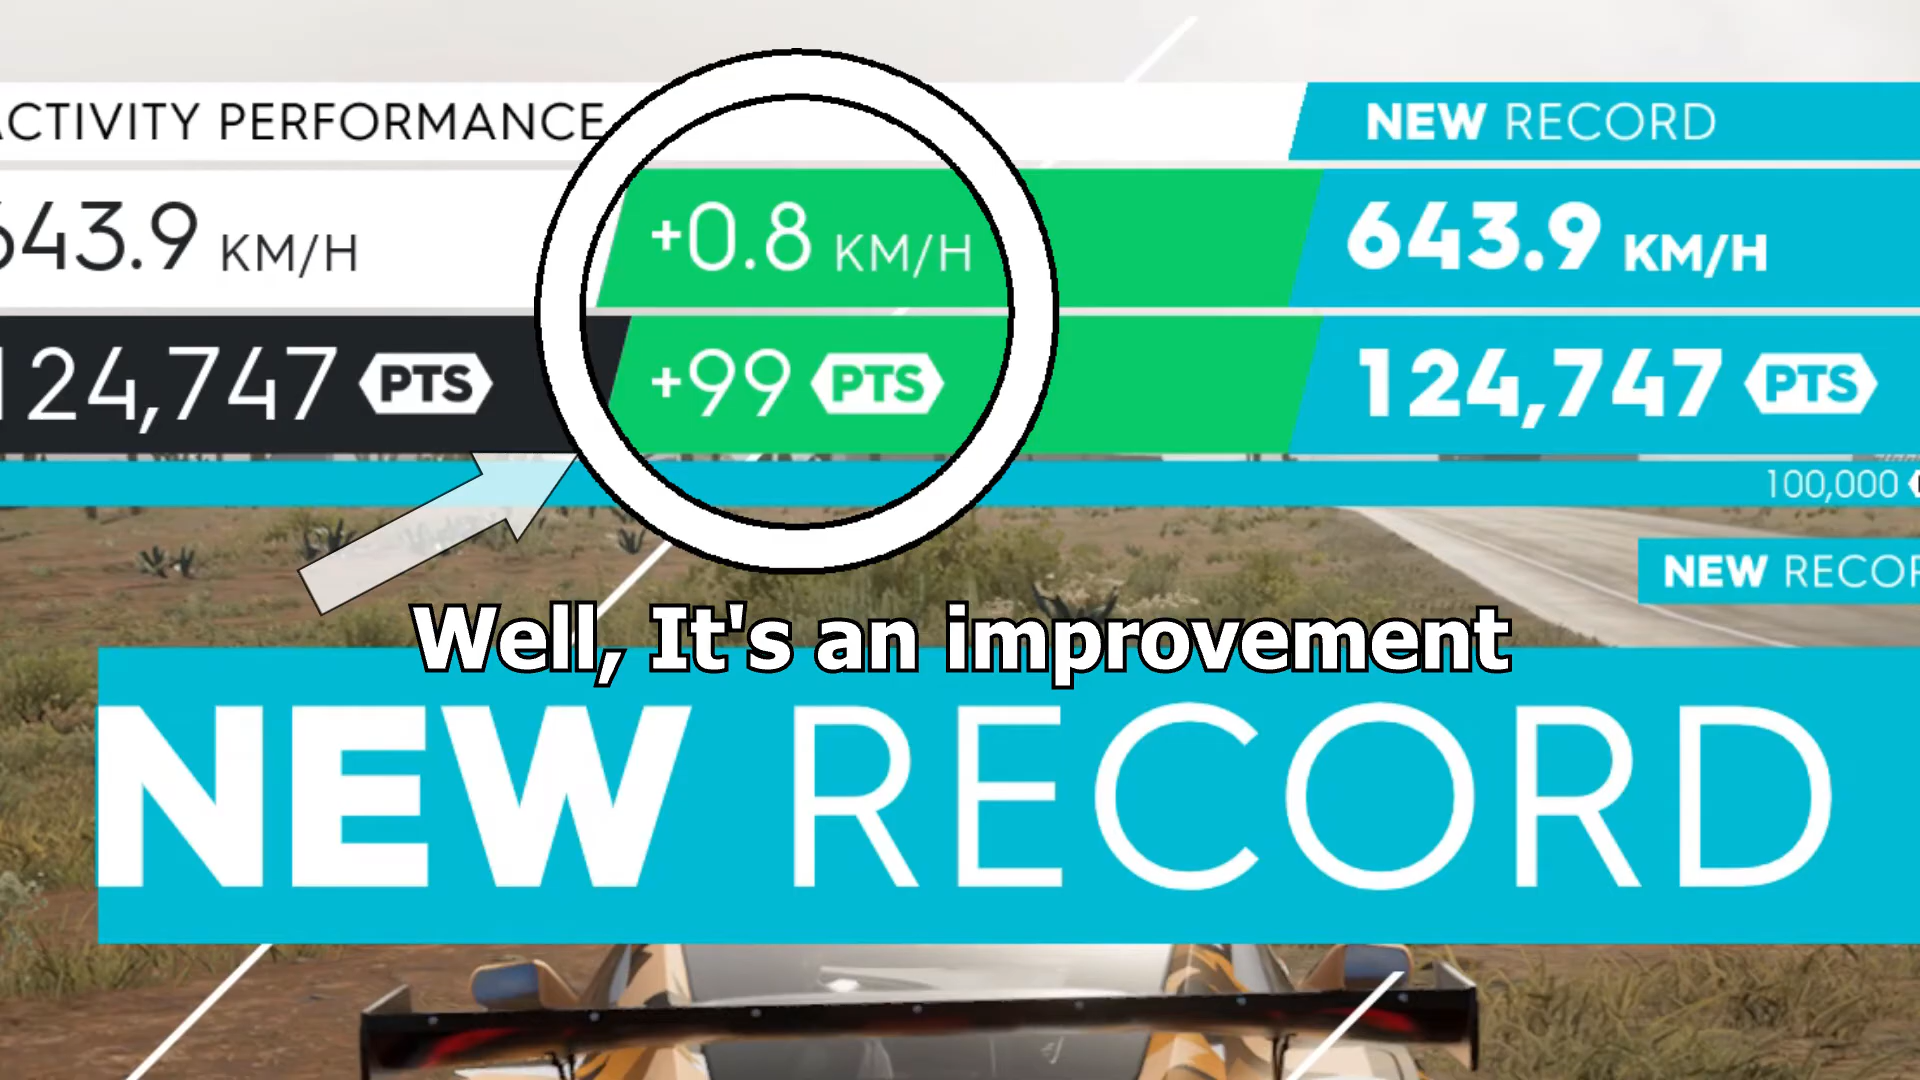 ACTIVITY PERFORMANCE NEW RECORD
643.9 KM/H +0.8 KM/H 643.9 KM/H
124,747 PTS +99 PTS 124,747 PTS
100,000
NEW RECOR
Well, It's an improvement
NEW RECORD